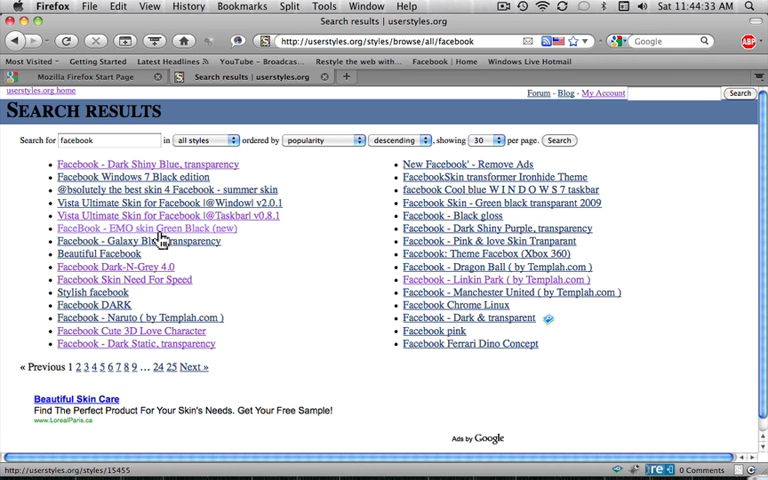 Firefox File Edit View History Bookmarks Split Tools Window Help Sat 11:44:33 AM
Search results | userstyles.org
http://userstyles.org/styles/browse/all/facebook Google ABP
Most Visited Getting Started Latest Headlines YouTube – Broadcas... Restyle the web with... Facebook | Home Windows Live Hotmail
Mozilla Firefox Start Page Search results | userstyles.org
userstyles.org home Forum - Blog - My Account Search
SEARCH RESULTS
Search for facebook in all styles ordered by popularity descending , showing 30 per page. Search
Facebook - Dark Shiny Blue, transparency
Facebook Windows 7 Black edition
@bsolutely the best skin 4 Facebook - summer skin
Vista Ultimate Skin for Facebook |@Window| v2.0.1
Vista Ultimate Skin for Facebook |@Taskbar| v0.8.1
FaceBook - EMO skin Green Black (new)
Facebook - Galaxy transparency
Beautiful Facebook
Facebook Dark-N-Grey 4.0
Facebook Skin Need For Speed
Stylish facebook
Facebook DARK
Facebook - Naruto ( by Templah.com )
Facebook Cute 3D Love Character
Facebook - Dark Static, transparency
New Facebook' - Remove Ads
FacebookSkin transformer Ironhide Theme
facebook Cool blue W I N D O W S 7 taskbar
Facebook Skin - Green black transparant 2009
Facebook - Black gloss
Facebook - Dark Shiny Purple, transparency
Facebook - Pink & love Skin Tranparant
Facebook: Theme Facebox (Xbox 360)
Facebook - Dragon Ball ( by Templah.com )
Facebook - Linkin Park ( by Templah.com )
Facebook - Manchester United ( by Templah.com )
Facebook Chrome Linux
Facebook - Dark & transparent
Facebook pink
Facebook Ferrari Dino Concept
« Previous 1 2 3 4 5 6 7 8 9 … 24 25 Next »
Beautiful Skin Care
Find The Perfect Product For Your Skin's Needs. Get Your Free Sample!
www.LorealParis.ca
Ads by Google
http://userstyles.org/styles/15455 re 0 Comments